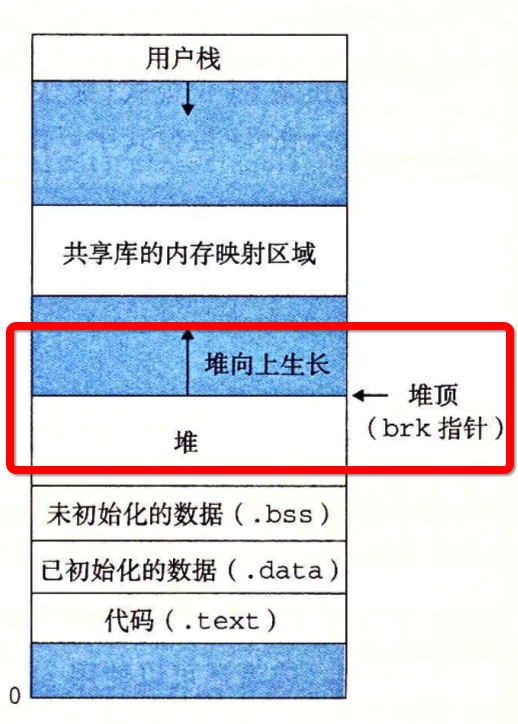 用户栈
共享库的内存映射区域
堆向上生长
堆顶
(brk 指针)
堆
未初始化的数据(.bss)
已初始化的数据(.data)
代码(.text)
0